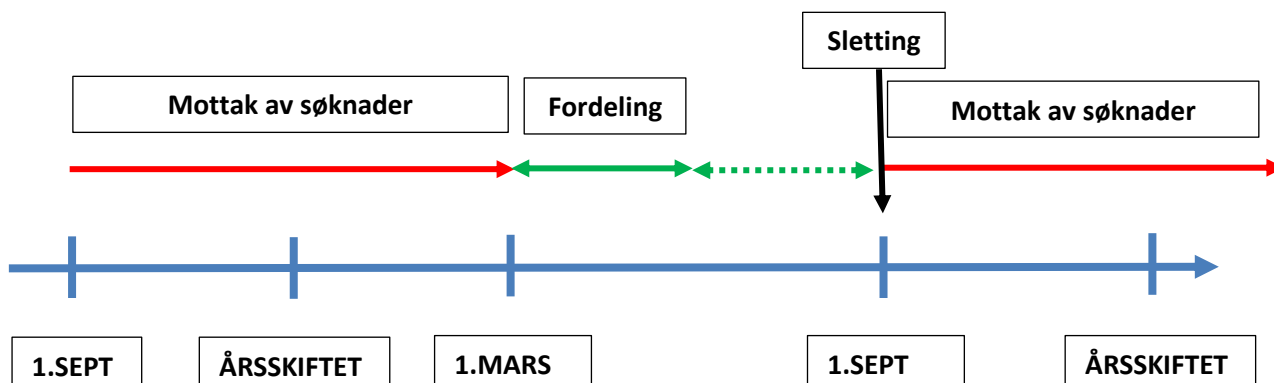 Sletting
Mottak av søknader
Fordeling
Mottak av søknader
1.SEPT
ÅRSSKIFTET
1.MARS
1.SEPT
ÅRSSKIFTET